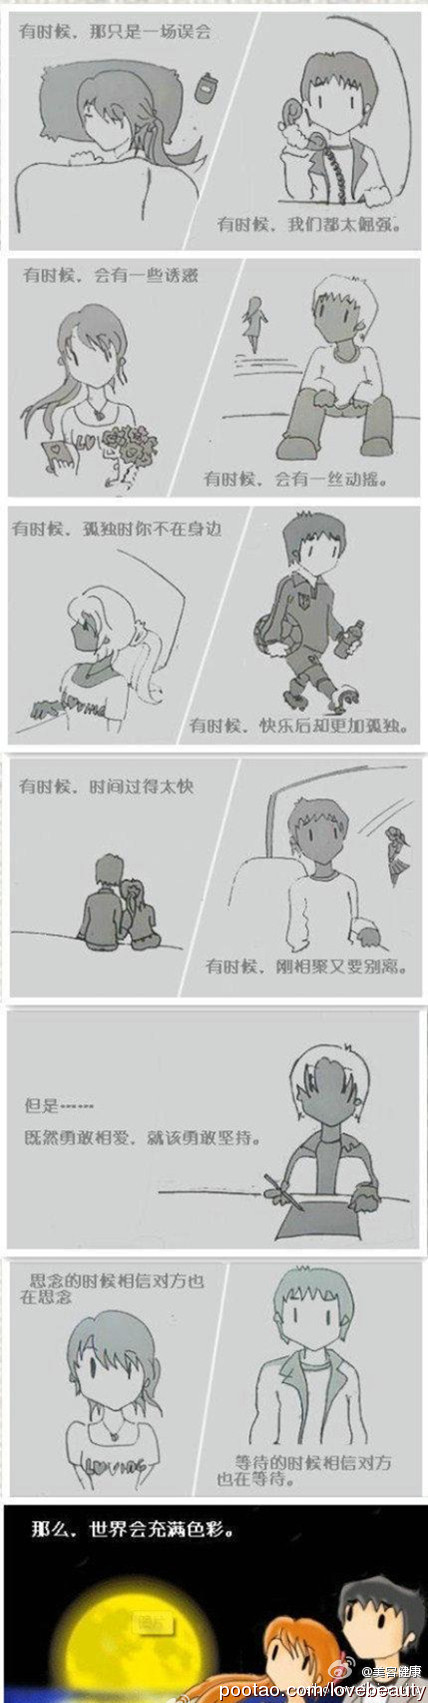 有时候，那只是一场误会
有时候，我们都太倔强。
有时候，会有一些诱惑
有时候，会有一丝动摇。
有时候，孤独时你不在身边
有时候，快乐后却更加孤独。
有时候，时间过得太快
有时候，刚相聚又要别离。
但是……
既然勇敢相爱，就该勇敢坚持。
思念的时候相信对方也
在思念
LOVING
等待的时候相信对方
也在等待。
那么，世界会充满色彩。
@美容健康
pootao.com/lovebeauty